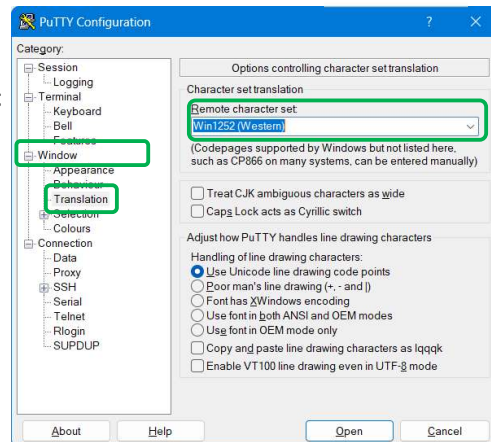 PuTTY Configuration ? X
Category:
Session
Logging
Terminal
Keyboard
Bell
Features
Window
Appearance
Behaviour
Translation
Selection
Colours
Connection
Data
Proxy
SSH
Serial
Telnet
Rlogin
SUPDUP
Options controlling character set translation
Character set translation
Remote character set:
Win1252 (Western)
(Codepages supported by Windows but not listed here,
such as CP866 on many systems, can be entered manually)
Treat CJK ambiguous characters as wide
Caps Lock acts as Cyrillic switch
Adjust how PuTTY handles line drawing characters
Handling of line drawing characters:
Use Unicode line drawing code points
Poor man's line drawing (+, - and |)
Font has XWindows encoding
Use font in both ANSI and OEM modes
Use font in OEM mode only
Copy and paste line drawing characters as lqqqk
Enable VT100 line drawing even in UTF-8 mode
About Help Open Cancel